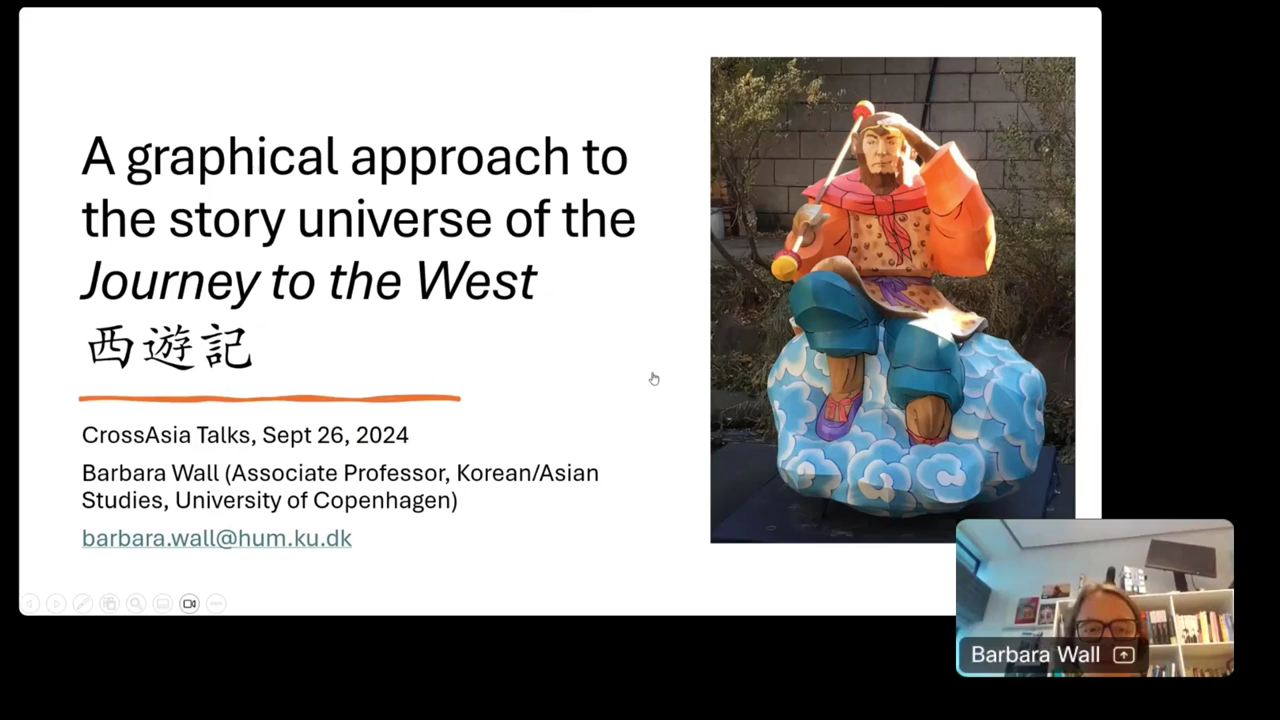 A graphical approach to
the story universe of the
Journey to the West
西遊記
CrossAsia Talks, Sept 26, 2024
Barbara Wall (Associate Professor, Korean/Asian
Studies, University of Copenhagen)
barbara.wall@hum.ku.dk
Barbara Wall